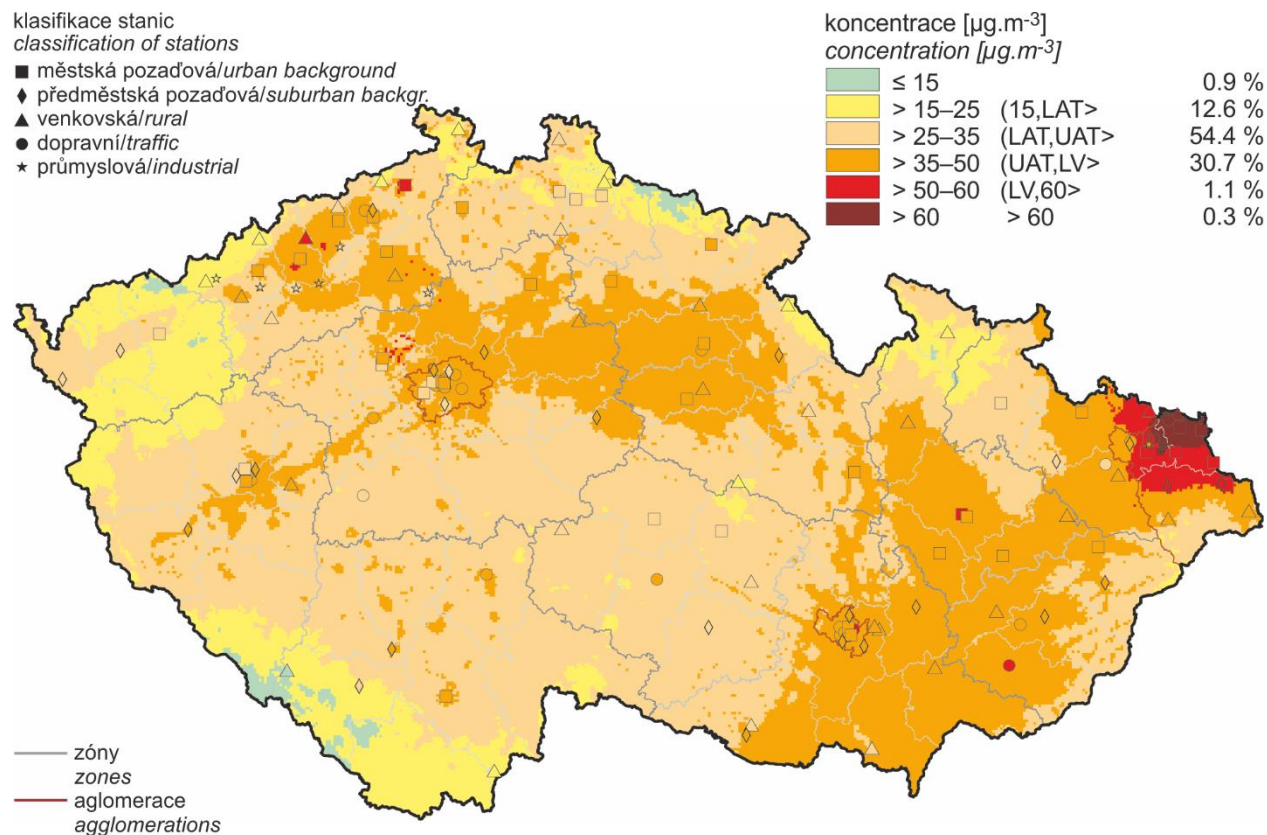 klasifikace stanic
classification of stations
■ městská pozaďová/urban background
♦ předměstská pozaďová/suburban backgr.
▲ venkovská/rural
● dopravní/traffic
★ průmyslová/industrial
koncentrace [µg.m⁻³]
concentration [µg.m⁻³]
≤ 15 0.9 %
> 15–25 (15,LAT> 12.6 %
> 25–35 (LAT,UAT> 54.4 %
> 35–50 (UAT,LV> 30.7 %
> 50–60 (LV,60> 1.1 %
> 60 > 60 0.3 %
zóny
zones
aglomerace
agglomerations